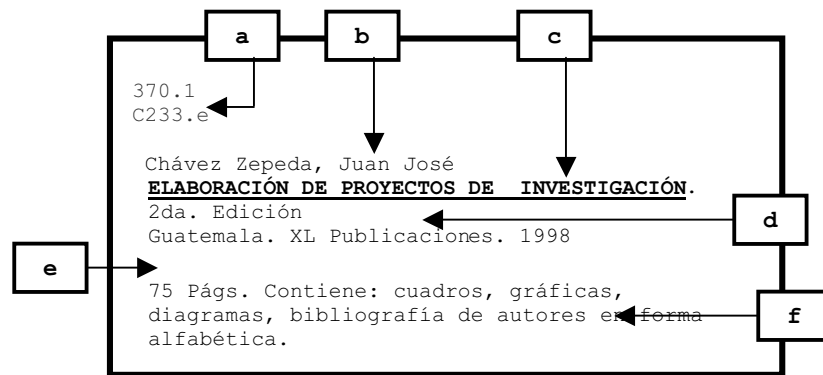 a b c
370.1
C233.e
Chávez Zepeda, Juan José
ELABORACIÓN DE PROYECTOS DE INVESTIGACIÓN.
2da. Edición
d
Guatemala. XL Publicaciones. 1998
e
75 Págs. Contiene: cuadros, gráficas,
diagramas, bibliografía de autores en forma
f
alfabética.